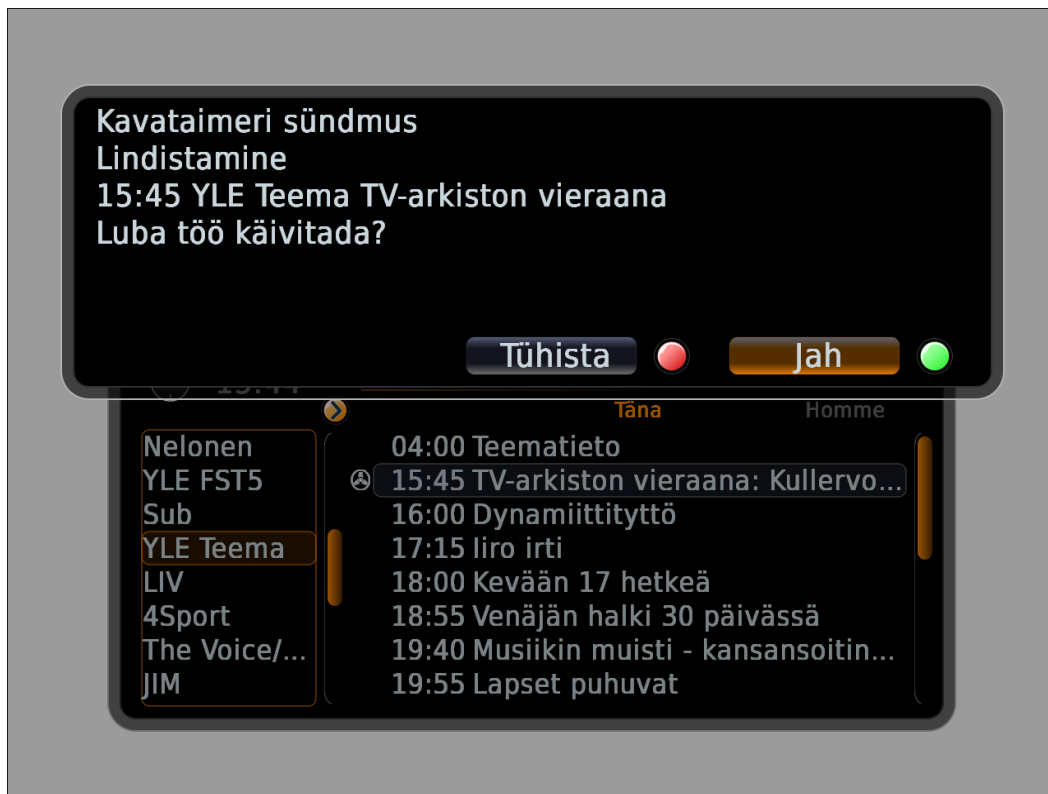 Kavataimeri sündmus
Lindistamine
15:45 YLE Teema TV-arkiston vieraana
Luba töö käivitada?
Tühista
Jah
15:44
Täna
Homme
Nelonen
YLE FST5
Sub
YLE Teema
LIV
4Sport
The Voice/...
JIM
04:00 Teematieto
15:45 TV-arkiston vieraana: Kullervo...
16:00 Dynamiittityttö
17:15 Iiro irti
18:00 Kevään 17 hetkeä
18:55 Venäjän halki 30 päivässä
19:40 Musiikin muisti - kansansoitin...
19:55 Lapset puhuvat